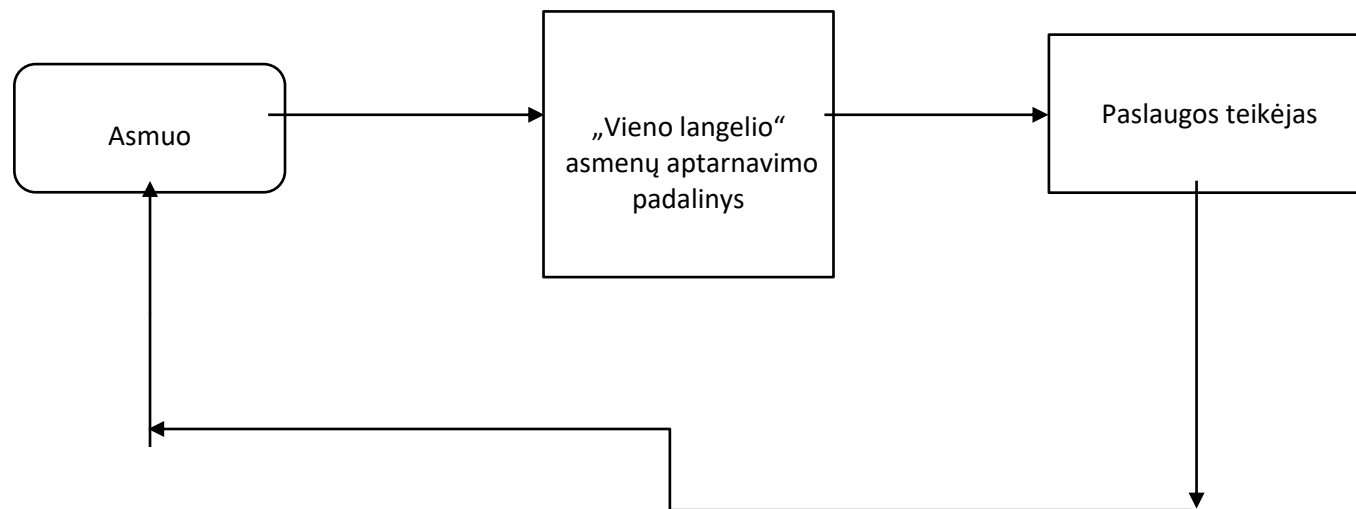 Asmuo
„Vieno langelio“
asmenų aptarnavimo
padalinys
Paslaugos teikėjas